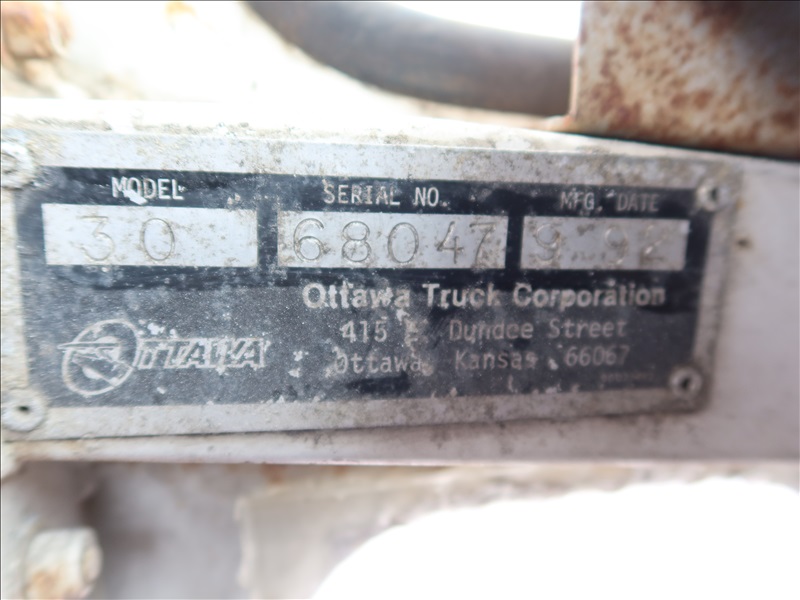 MODEL SERIAL NO. MFG. DATE
30 68047 9 92
Ottawa Truck Corporation
415 E Dundee Street
OTTAWA Ottawa, Kansas 66067